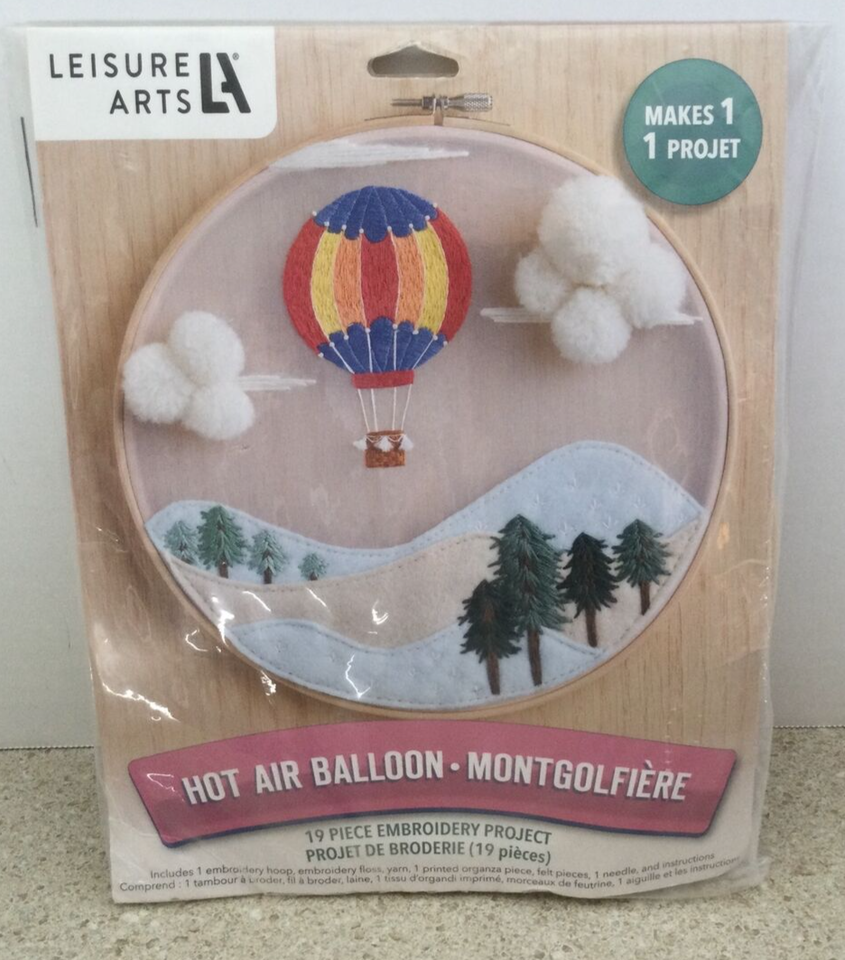 LEISURE
ARTS LA®
MAKES 1
1 PROJET
HOT AIR BALLOON • MONTGOLFIÈRE
19 PIECE EMBROIDERY PROJECT
PROJET DE BRODERIE (19 pièces)
Includes 1 embroidery hoop, embroidery floss, yarn, 1 printed organza piece, felt pieces, 1 needle, and instructions
Comprend : 1 tambour à broder, fil à broder, laine, 1 tissu d'organdi imprimé, morceaux de feutrine, 1 aiguille et les instructions